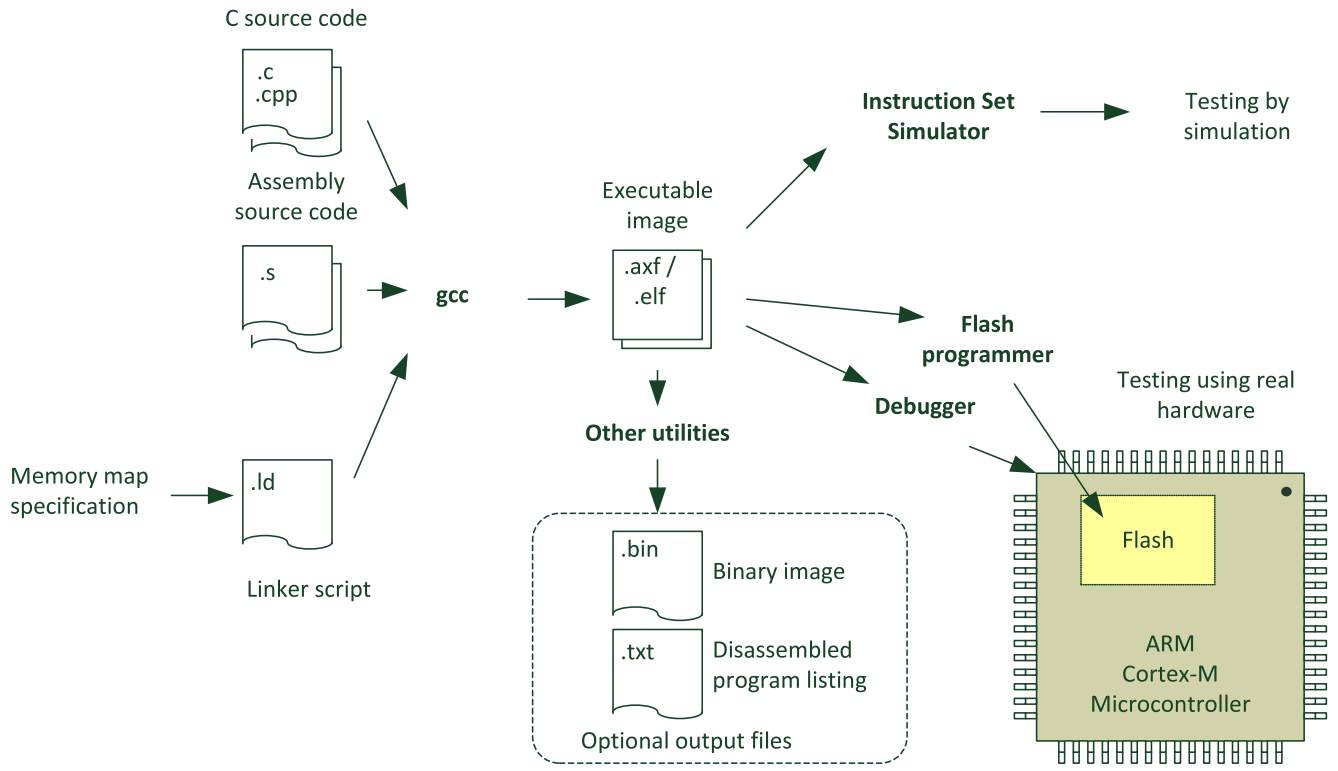 C source code
.c
.cpp
Assembly
source code
.s
Memory map
specification
.ld
Linker script
gcc
Executable
image
.axf /
.elf
Other utilities
.bin
Binary image
.txt
Disassembled
program listing
Optional output files
Instruction Set
Simulator
Testing by
simulation
Flash
programmer
Debugger
Testing using real
hardware
Flash
ARM
Cortex-M
Microcontroller